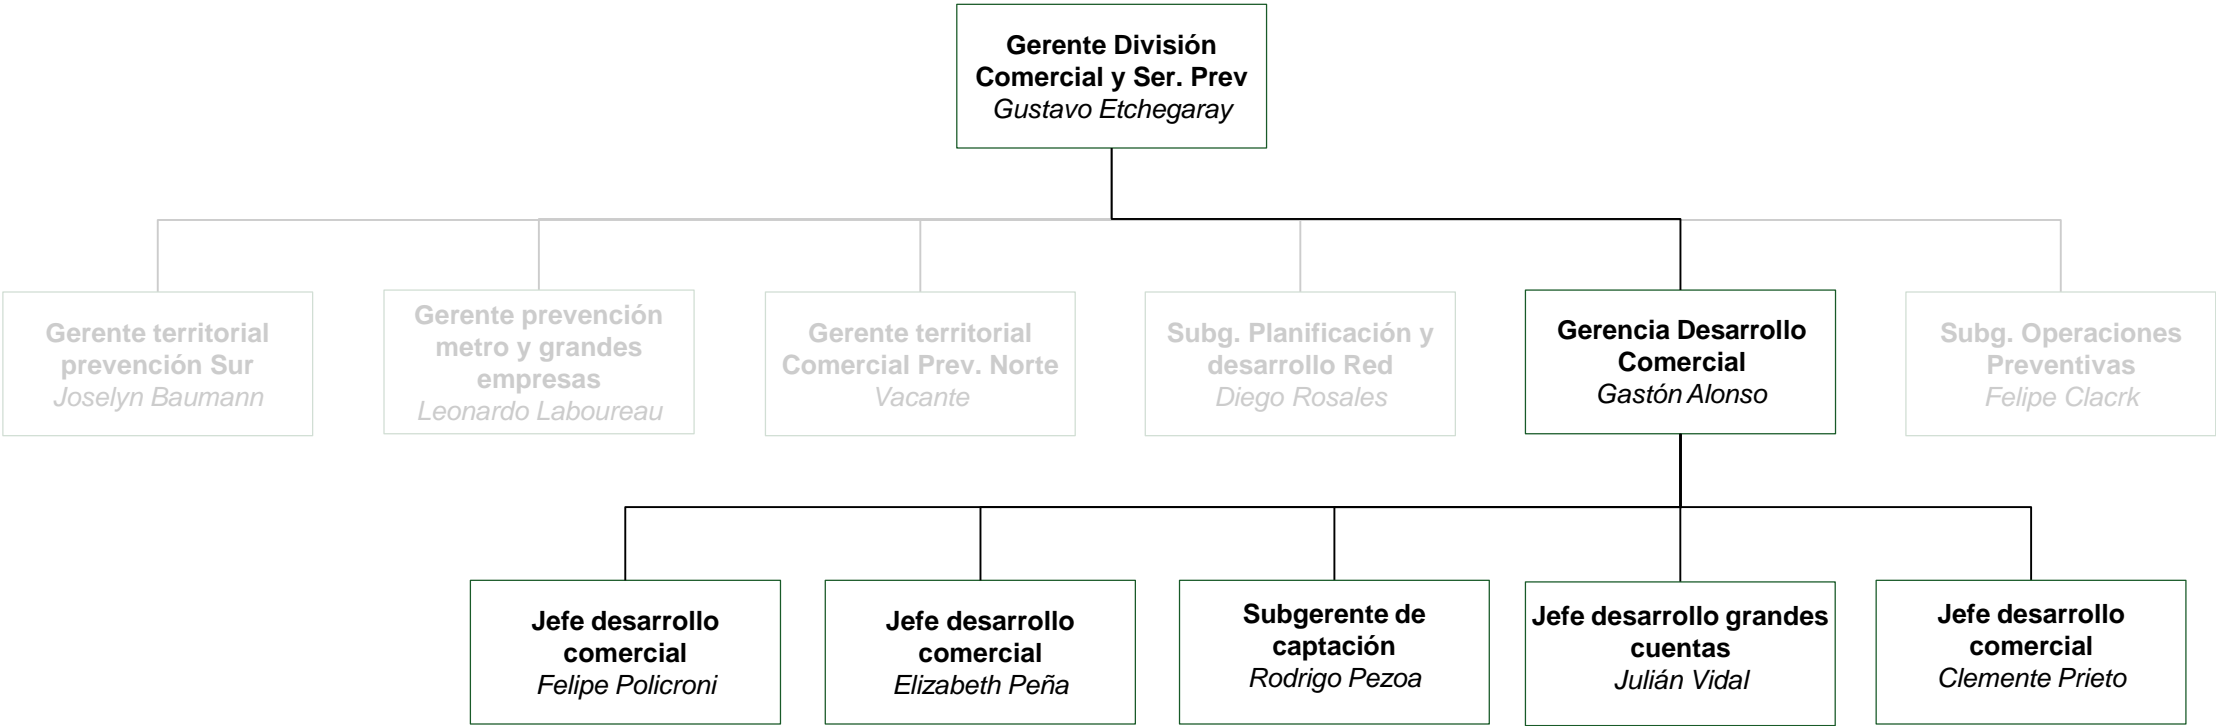 Gerente División
Comercial y Ser. Prev
Gustavo Etchegaray
Gerente territorial
prevención Sur
Joselyn Baumann
Gerente prevención
metro y grandes
empresas
Leonardo Laboureau
Gerente territorial
Comercial Prev. Norte
Vacante
Subg. Planificación y
desarrollo Red
Diego Rosales
Gerencia Desarrollo
Comercial
Gastón Alonso
Subg. Operaciones
Preventivas
Felipe Clacrk
Jefe desarrollo
comercial
Felipe Policroni
Jefe desarrollo
comercial
Elizabeth Peña
Subgerente de
captación
Rodrigo Pezoa
Jefe desarrollo grandes
cuentas
Julián Vidal
Jefe desarrollo
comercial
Clemente Prieto